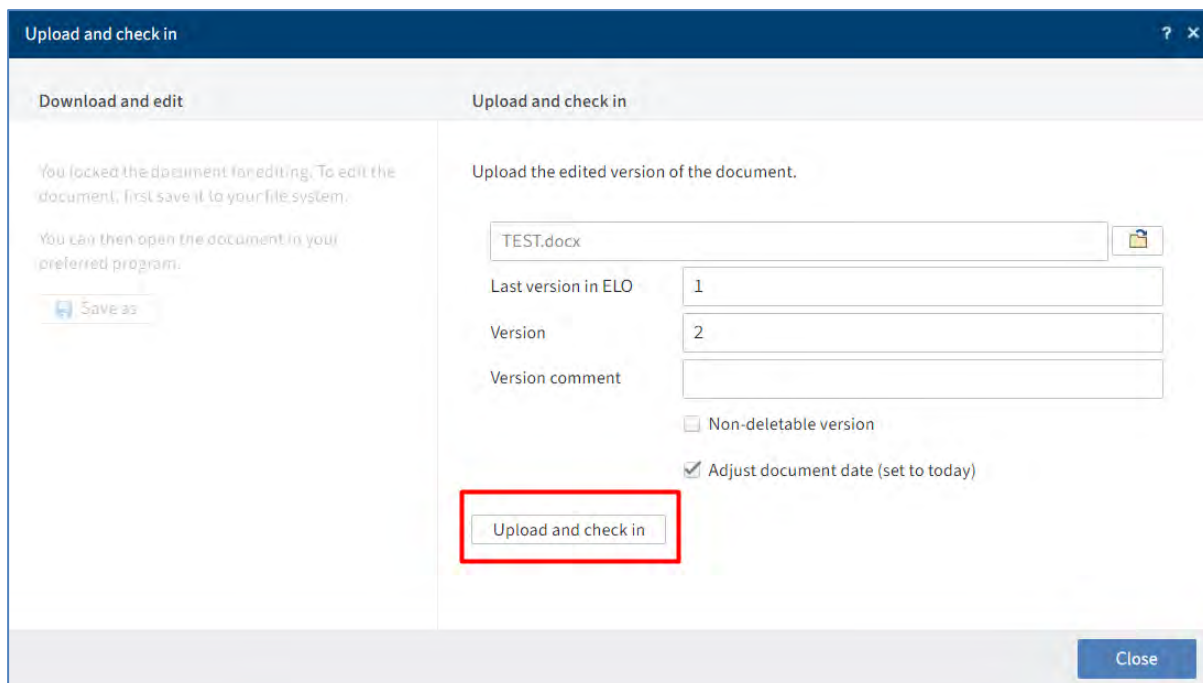 Upload and check in
? ×
Download and edit
Upload and check in
You locked the document for editing. To edit the
document, first save it to your file system.
You can then open the document in your
preferred program.
Save as
Upload the edited version of the document.
TEST.docx
Last version in ELO 1
Version 2
Version comment
Non-deletable version
Adjust document date (set to today)
Upload and check in
Close